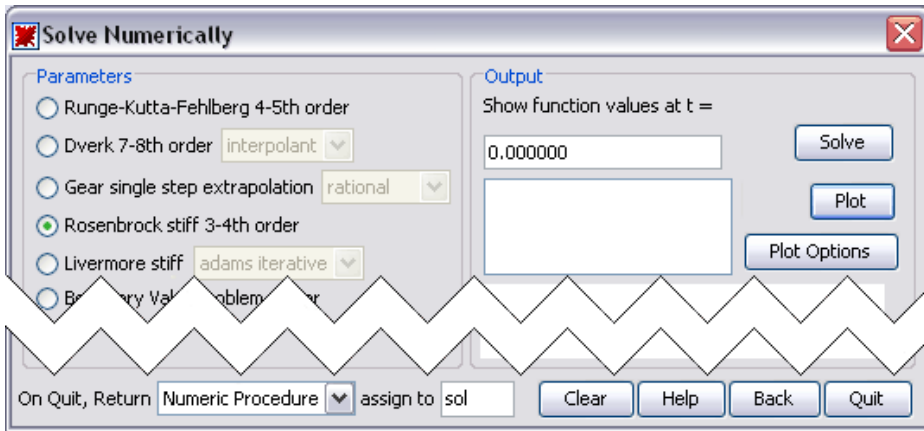 Solve Numerically
Parameters
Runge-Kutta-Fehlberg 4-5th order
Dverk 7-8th order interpolant
Gear single step extrapolation rational
Rosenbrock stiff 3-4th order
Livermore stiff adams iterative
Output
Show function values at t =
0.000000
Solve
Plot
Plot Options
On Quit, Return Numeric Procedure assign to sol
Clear Help Back Quit